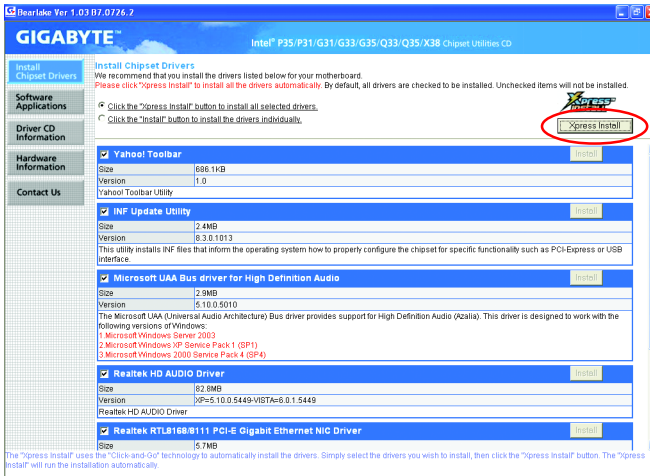 Bearlake Ver 1.03 B7.0726.2
GIGABYTE™
Intel® P35/P31/G31/G33/G35/Q33/Q35/X38 Chipset Utilities CD
Install
Chipset Drivers
Software
Applications
Driver CD
Information
Hardware
Information
Contact Us
Install Chipset Drivers
We recommend that you install the drivers listed below for your motherboard.
Please click "Xpress Install" to install all the drivers automatically. By default, all drivers are checked to be installed. Unchecked items will not be installed.
Click the "Xpress Install" button to install all selected drivers.
Click the "Install" button to install the drivers individually.
Xpress
Install
Xpress Install
Yahoo! Toolbar
Install
Size 686.1KB
Version 1.0
Yahoo! Toolbar Utility
INF Update Utility
Install
Size 2.4MB
Version 8.3.0.1013
This utility installs INF files that inform the operating system how to properly configure the chipset for specific functionality such as PCI-Express or USB
interface.
Microsoft UAA Bus driver for High Definition Audio
Install
Size 2.9MB
Version 5.10.0.5010
The Microsoft UAA (Universal Audio Architecture) Bus driver provides support for High Definition Audio (Azalia). This driver is designed to work with the
following versions of Windows:
1.Microsoft Windows Server 2003
2.Microsoft Windows XP Service Pack 1 (SP1)
3.Microsoft Windows 2000 Service Pack 4 (SP4)
Realtek HD AUDIO Driver
Install
Size 82.8MB
Version XP=5.10.0.5449-VISTA=6.0.1.5449
Realtek HD AUDIO Driver
Realtek RTL8168/8111 PCI-E Gigabit Ethernet NIC Driver
Install
Size 5.7MB
The "Xpress Install" uses the "Click-and-Go" technology to automatically install the drivers. Simply select the drivers you wish to install, then click the "Xpress Install" button. The "Xpress
Install" will run the installation automatically.